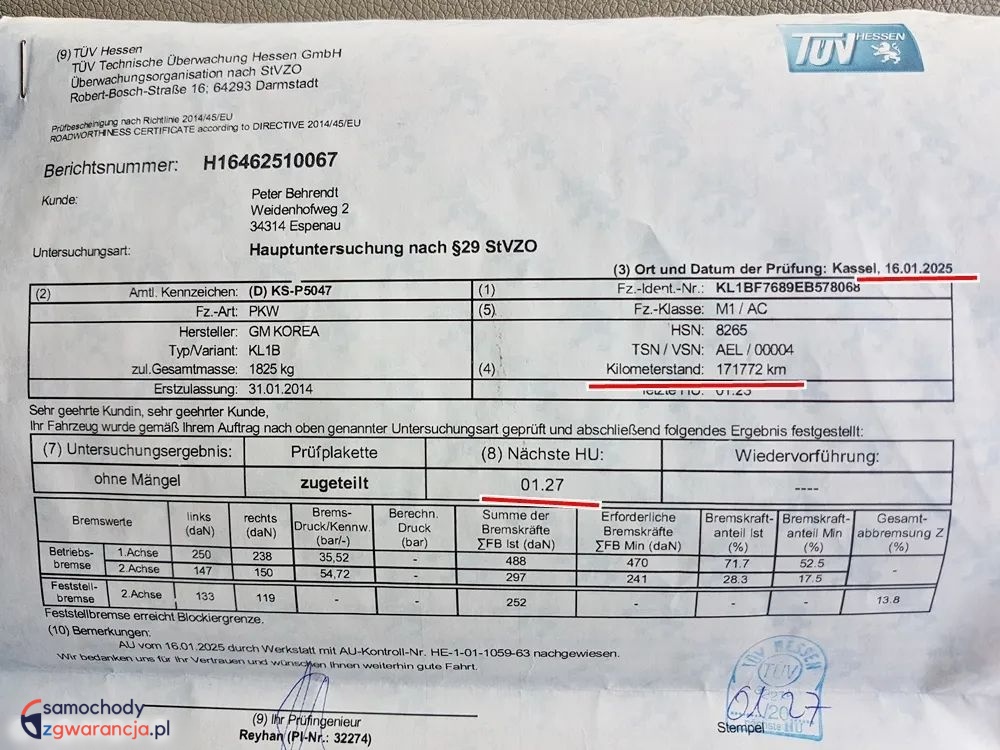 (9) TÜV Hessen
TÜV Technische Überwachung Hessen GmbH
Überwachungsorganisation nach StVZO
Robert-Bosch-Straße 16; 64293 Darmstadt
TÜV HESSEN
Prüfbescheinigung nach Richtlinie 2014/45/EU
ROADWORTHINESS CERTIFICATE according to DIRECTIVE 2014/45/EU
Berichtsnummer: H16462510067
Kunde: Peter Behrendt
Weidenhofweg 2
34314 Espenau
Untersuchungsart: Hauptuntersuchung nach §29 StVZO
(3) Ort und Datum der Prüfung: Kassel, 16.01.2025
(2) Amtl. Kennzeichen: (D) KS-P5047 (1) Fz.-Ident.-Nr.: KL1BF7689EB578068
Fz.-Art: PKW (5) Fz.-Klasse: M1 / AC
Hersteller: GM KOREA HSN: 8265
Typ/Variant: KL1B TSN / VSN: AEL / 00004
zul.Gesamtmasse: 1825 kg (4) Kilometerstand: 171772 km
Erstzulassung: 31.01.2014 letzte HU: 01.23
Sehr geehrte Kundin, sehr geehrter Kunde,
Ihr Fahrzeug wurde gemäß Ihrem Auftrag nach oben genannter Untersuchungsart geprüft und abschließend folgendes Ergebnis festgestellt:
(7) Untersuchungsergebnis: Prüfplakette (8) Nächste HU: Wiedervorführung:
ohne Mängel zugeteilt 01.27 ----
Bremswerte links (daN) rechts (daN) Brems-Druck/Kennw. (bar/-) Berechn. Druck (bar) Summe der Bremskräfte ∑FB Ist (daN) Erforderliche Bremskräfte ∑FB Min (daN) Bremskraft-anteil Ist (%) Bremskraft-anteil Min (%) Gesamt-abbremsung Z (%)
Betriebs-bremse 1.Achse 250 238 35,52 - 488 470 71.7 52.5 -
2.Achse 147 150 54,72 - 297 241 28.3 17.5
Feststell-bremse 2.Achse 133 119 - - 252 - - - 13.8
Feststellbremse erreicht Blockiergrenze.
(10) Bemerkungen:
AU vom 16.01.2025 durch Werkstatt mit AU-Kontroll-Nr. HE-1-01-1059-63 nachgewiesen.
Wir bedanken uns für Ihr Vertrauen und wünschen Ihnen weiterhin gute Fahrt.
(9) Ihr Prüfingenieur
Reyhan (PI-Nr.: 32274)
Stempel:
TÜV HESSEN
TÜV
01 27
samochody
zgwarancja.pl